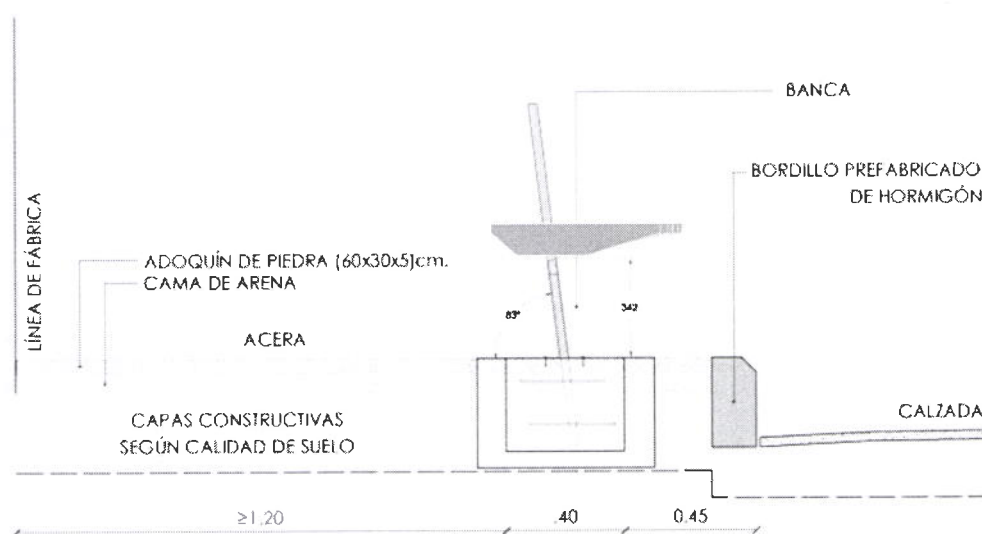 BANCA
BORDILLO PREFABRICADO
DE HORMIGÓN
LÍNEA DE FÁBRICA
ADOQUÍN DE PIEDRA (60x30x5)cm.
CAMA DE ARENA
83°
342
ACERA
CAPAS CONSTRUCTIVAS
SEGÚN CALIDAD DE SUELO
CALZADA
≥1.20
.40
0.45